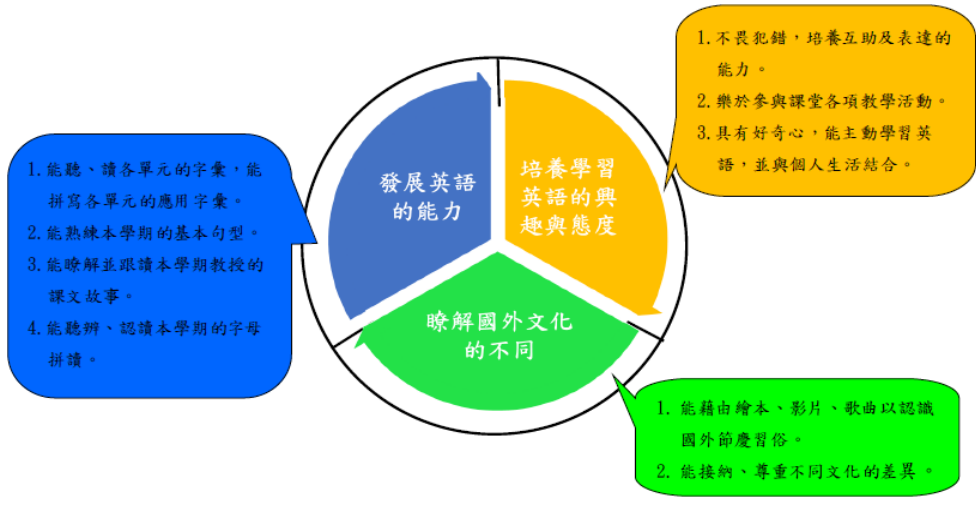 1.不畏犯錯，培養互助及表達的
能力。
2.樂於參與課堂各項教學活動。
3.具有好奇心，能主動學習英
語，並與個人生活結合。
1.能聽、讀各單元的字彙，能
拼寫各單元的應用字彙。
2.能熟練本學期的基本句型。
3.能瞭解並跟讀本學期教授的
課文故事。
4.能聽辨、認讀本學期的字母
拼讀。
發展英語
的能力
培養學習
英語的興
趣與態度
瞭解國外文化
的不同
1. 能藉由繪本、影片、歌曲以認識
國外節慶習俗。
2. 能接納、尊重不同文化的差異。